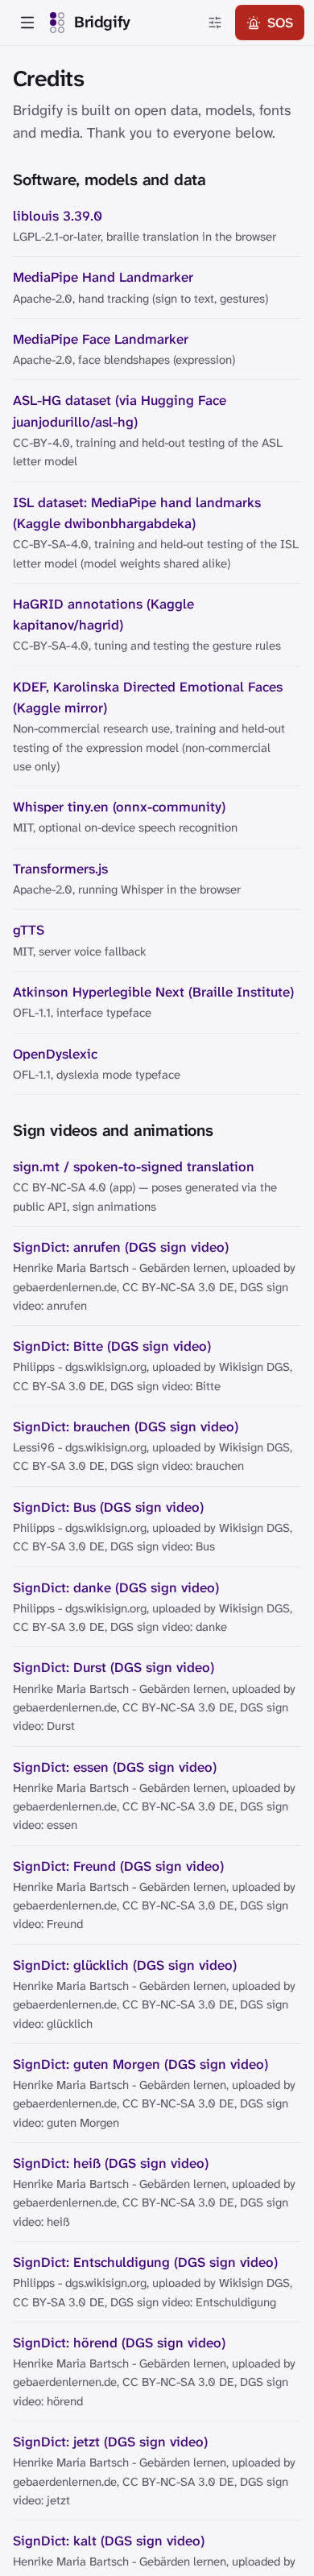 Bridgify
SOS
Credits
Bridgify is built on open data, models, fonts
and media. Thank you to everyone below.
Software, models and data
liblouis 3.39.0
LGPL-2.1-or-later, braille translation in the browser
MediaPipe Hand Landmarker
Apache-2.0, hand tracking (sign to text, gestures)
MediaPipe Face Landmarker
Apache-2.0, face blendshapes (expression)
ASL-HG dataset (via Hugging Face
juanjodurillo/asl-hg)
CC-BY-4.0, training and held-out testing of the ASL
letter model
ISL dataset: MediaPipe hand landmarks
(Kaggle dwibonbhargabdeka)
CC-BY-SA-4.0, training and held-out testing of the ISL
letter model (model weights shared alike)
HaGRID annotations (Kaggle
kapitanov/hagrid)
CC-BY-SA-4.0, tuning and testing the gesture rules
KDEF, Karolinska Directed Emotional Faces
(Kaggle mirror)
Non-commercial research use, training and held-out
testing of the expression model (non-commercial
use only)
Whisper tiny.en (onnx-community)
MIT, optional on-device speech recognition
Transformers.js
Apache-2.0, running Whisper in the browser
gTTS
MIT, server voice fallback
Atkinson Hyperlegible Next (Braille Institute)
OFL-1.1, interface typeface
OpenDyslexic
OFL-1.1, dyslexia mode typeface
Sign videos and animations
sign.mt / spoken-to-signed translation
CC BY-NC-SA 4.0 (app) — poses generated via the
public API, sign animations
SignDict: anrufen (DGS sign video)
Henrike Maria Bartsch - Gebärden lernen, uploaded by
gebaerdenlernen.de, CC BY-NC-SA 3.0 DE, DGS sign
video: anrufen
SignDict: Bitte (DGS sign video)
Philipps - dgs.wikisign.org, uploaded by Wikisign DGS,
CC BY-SA 3.0 DE, DGS sign video: Bitte
SignDict: brauchen (DGS sign video)
Lessi96 - dgs.wikisign.org, uploaded by Wikisign DGS,
CC BY-SA 3.0 DE, DGS sign video: brauchen
SignDict: Bus (DGS sign video)
Philipps - dgs.wikisign.org, uploaded by Wikisign DGS,
CC BY-SA 3.0 DE, DGS sign video: Bus
SignDict: danke (DGS sign video)
Philipps - dgs.wikisign.org, uploaded by Wikisign DGS,
CC BY-SA 3.0 DE, DGS sign video: danke
SignDict: Durst (DGS sign video)
Henrike Maria Bartsch - Gebärden lernen, uploaded by
gebaerdenlernen.de, CC BY-NC-SA 3.0 DE, DGS sign
video: Durst
SignDict: essen (DGS sign video)
Henrike Maria Bartsch - Gebärden lernen, uploaded by
gebaerdenlernen.de, CC BY-NC-SA 3.0 DE, DGS sign
video: essen
SignDict: Freund (DGS sign video)
Henrike Maria Bartsch - Gebärden lernen, uploaded by
gebaerdenlernen.de, CC BY-NC-SA 3.0 DE, DGS sign
video: Freund
SignDict: glücklich (DGS sign video)
Henrike Maria Bartsch - Gebärden lernen, uploaded by
gebaerdenlernen.de, CC BY-NC-SA 3.0 DE, DGS sign
video: glücklich
SignDict: guten Morgen (DGS sign video)
Henrike Maria Bartsch - Gebärden lernen, uploaded by
gebaerdenlernen.de, CC BY-NC-SA 3.0 DE, DGS sign
video: guten Morgen
SignDict: heiß (DGS sign video)
Henrike Maria Bartsch - Gebärden lernen, uploaded by
gebaerdenlernen.de, CC BY-NC-SA 3.0 DE, DGS sign
video: heiß
SignDict: Entschuldigung (DGS sign video)
Philipps - dgs.wikisign.org, uploaded by Wikisign DGS,
CC BY-SA 3.0 DE, DGS sign video: Entschuldigung
SignDict: hörend (DGS sign video)
Henrike Maria Bartsch - Gebärden lernen, uploaded by
gebaerdenlernen.de, CC BY-NC-SA 3.0 DE, DGS sign
video: hörend
SignDict: jetzt (DGS sign video)
Henrike Maria Bartsch - Gebärden lernen, uploaded by
gebaerdenlernen.de, CC BY-NC-SA 3.0 DE, DGS sign
video: jetzt
SignDict: kalt (DGS sign video)
Henrike Maria Bartsch - Gebärden lernen, uploaded by